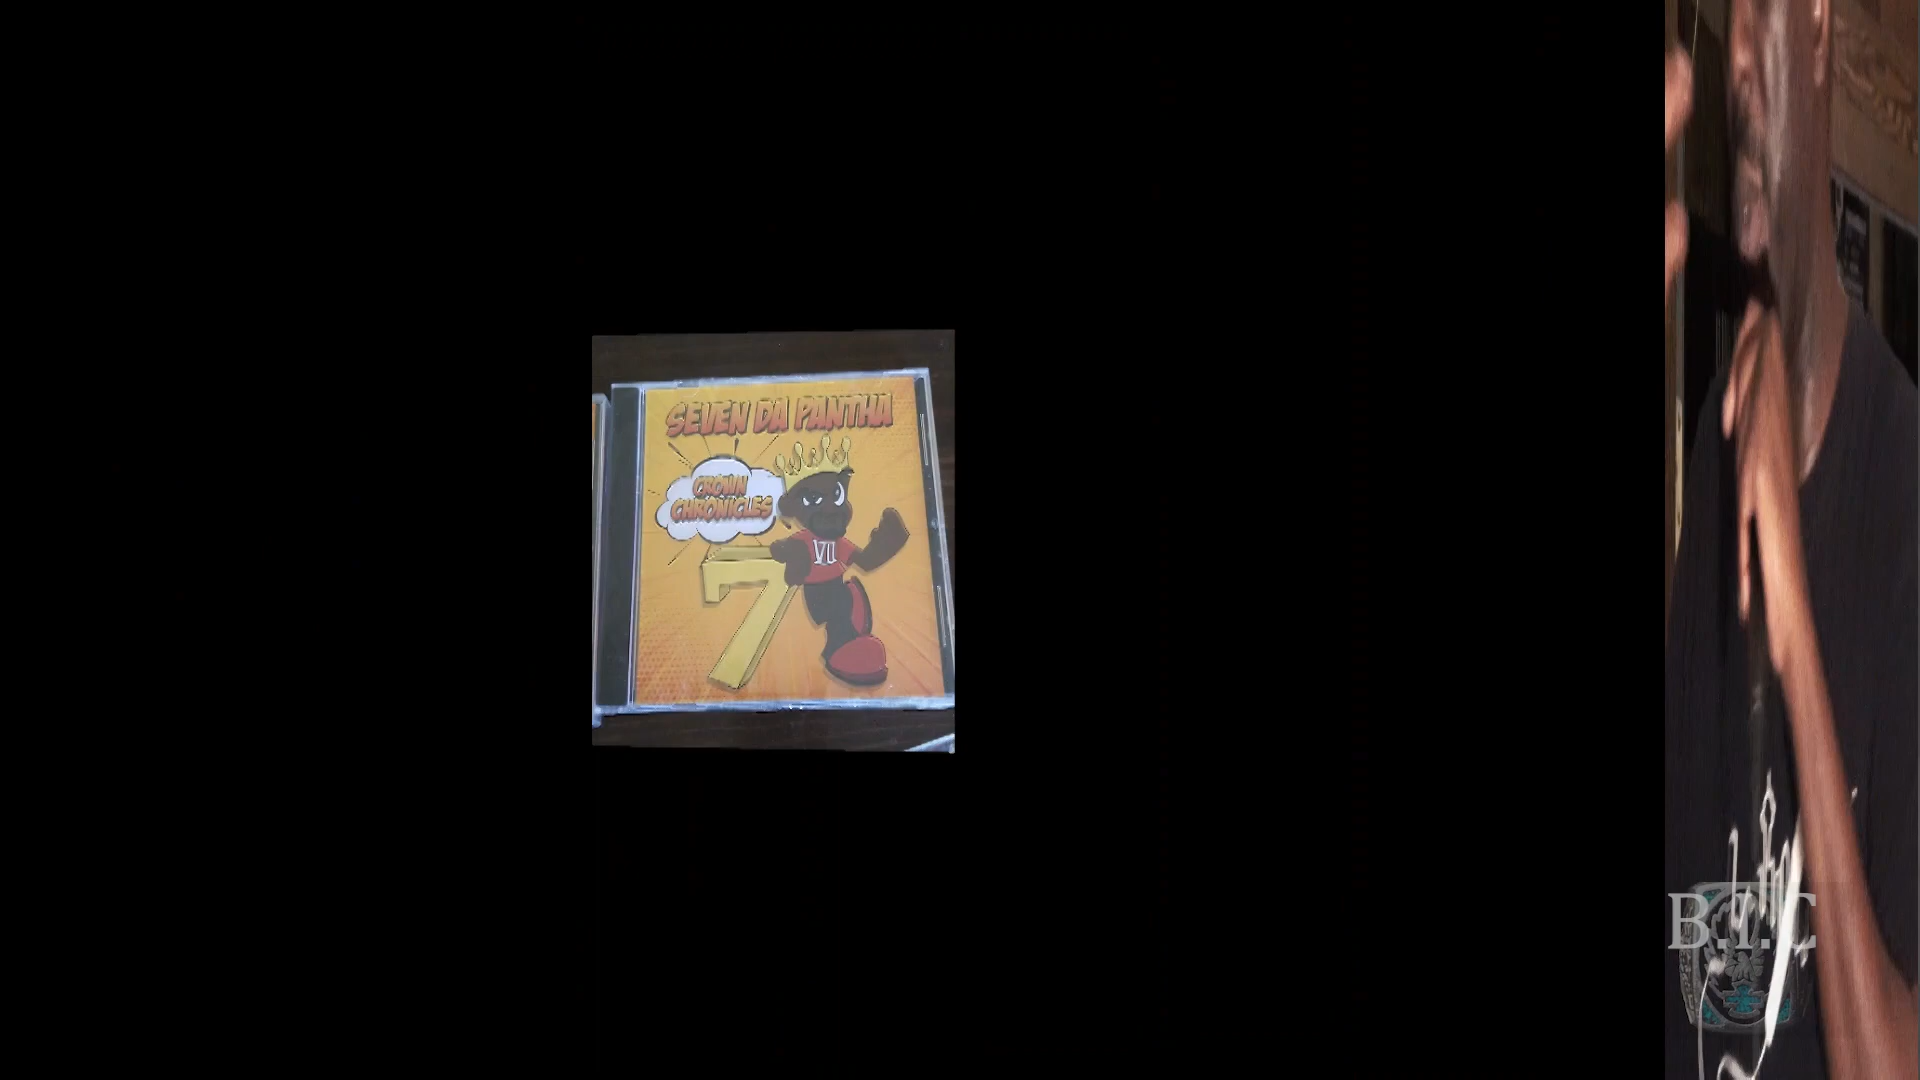 SEVEN DA PANTHA
CROWN
CHRONICLES
VII
7
B.I.C